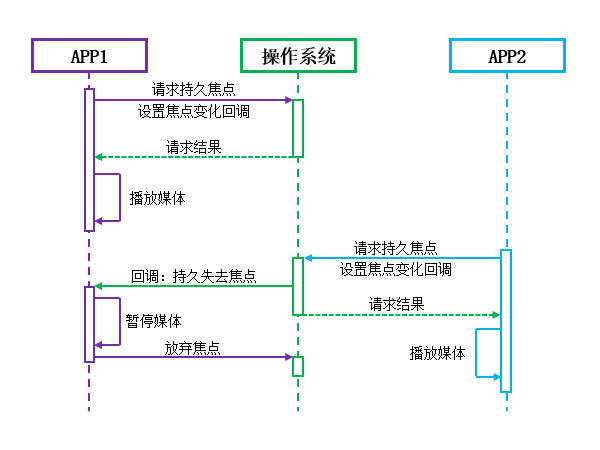 APP1
操作系统
APP2
请求持久焦点
设置焦点变化回调
请求结果
播放媒体
请求持久焦点
设置焦点变化回调
回调：持久失去焦点
请求结果
暂停媒体
放弃焦点
播放媒体